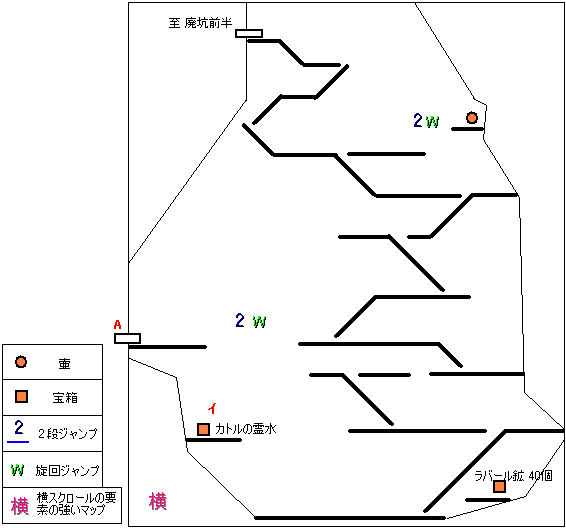 至 廃坑前半
2 W
A
2 W
イ
カトルの霊水
ラバール鉱 40個
横
壷
宝箱
2 2段ジャンプ
W 旋回ジャンプ
横 横スクロールの要
素の強いマップ